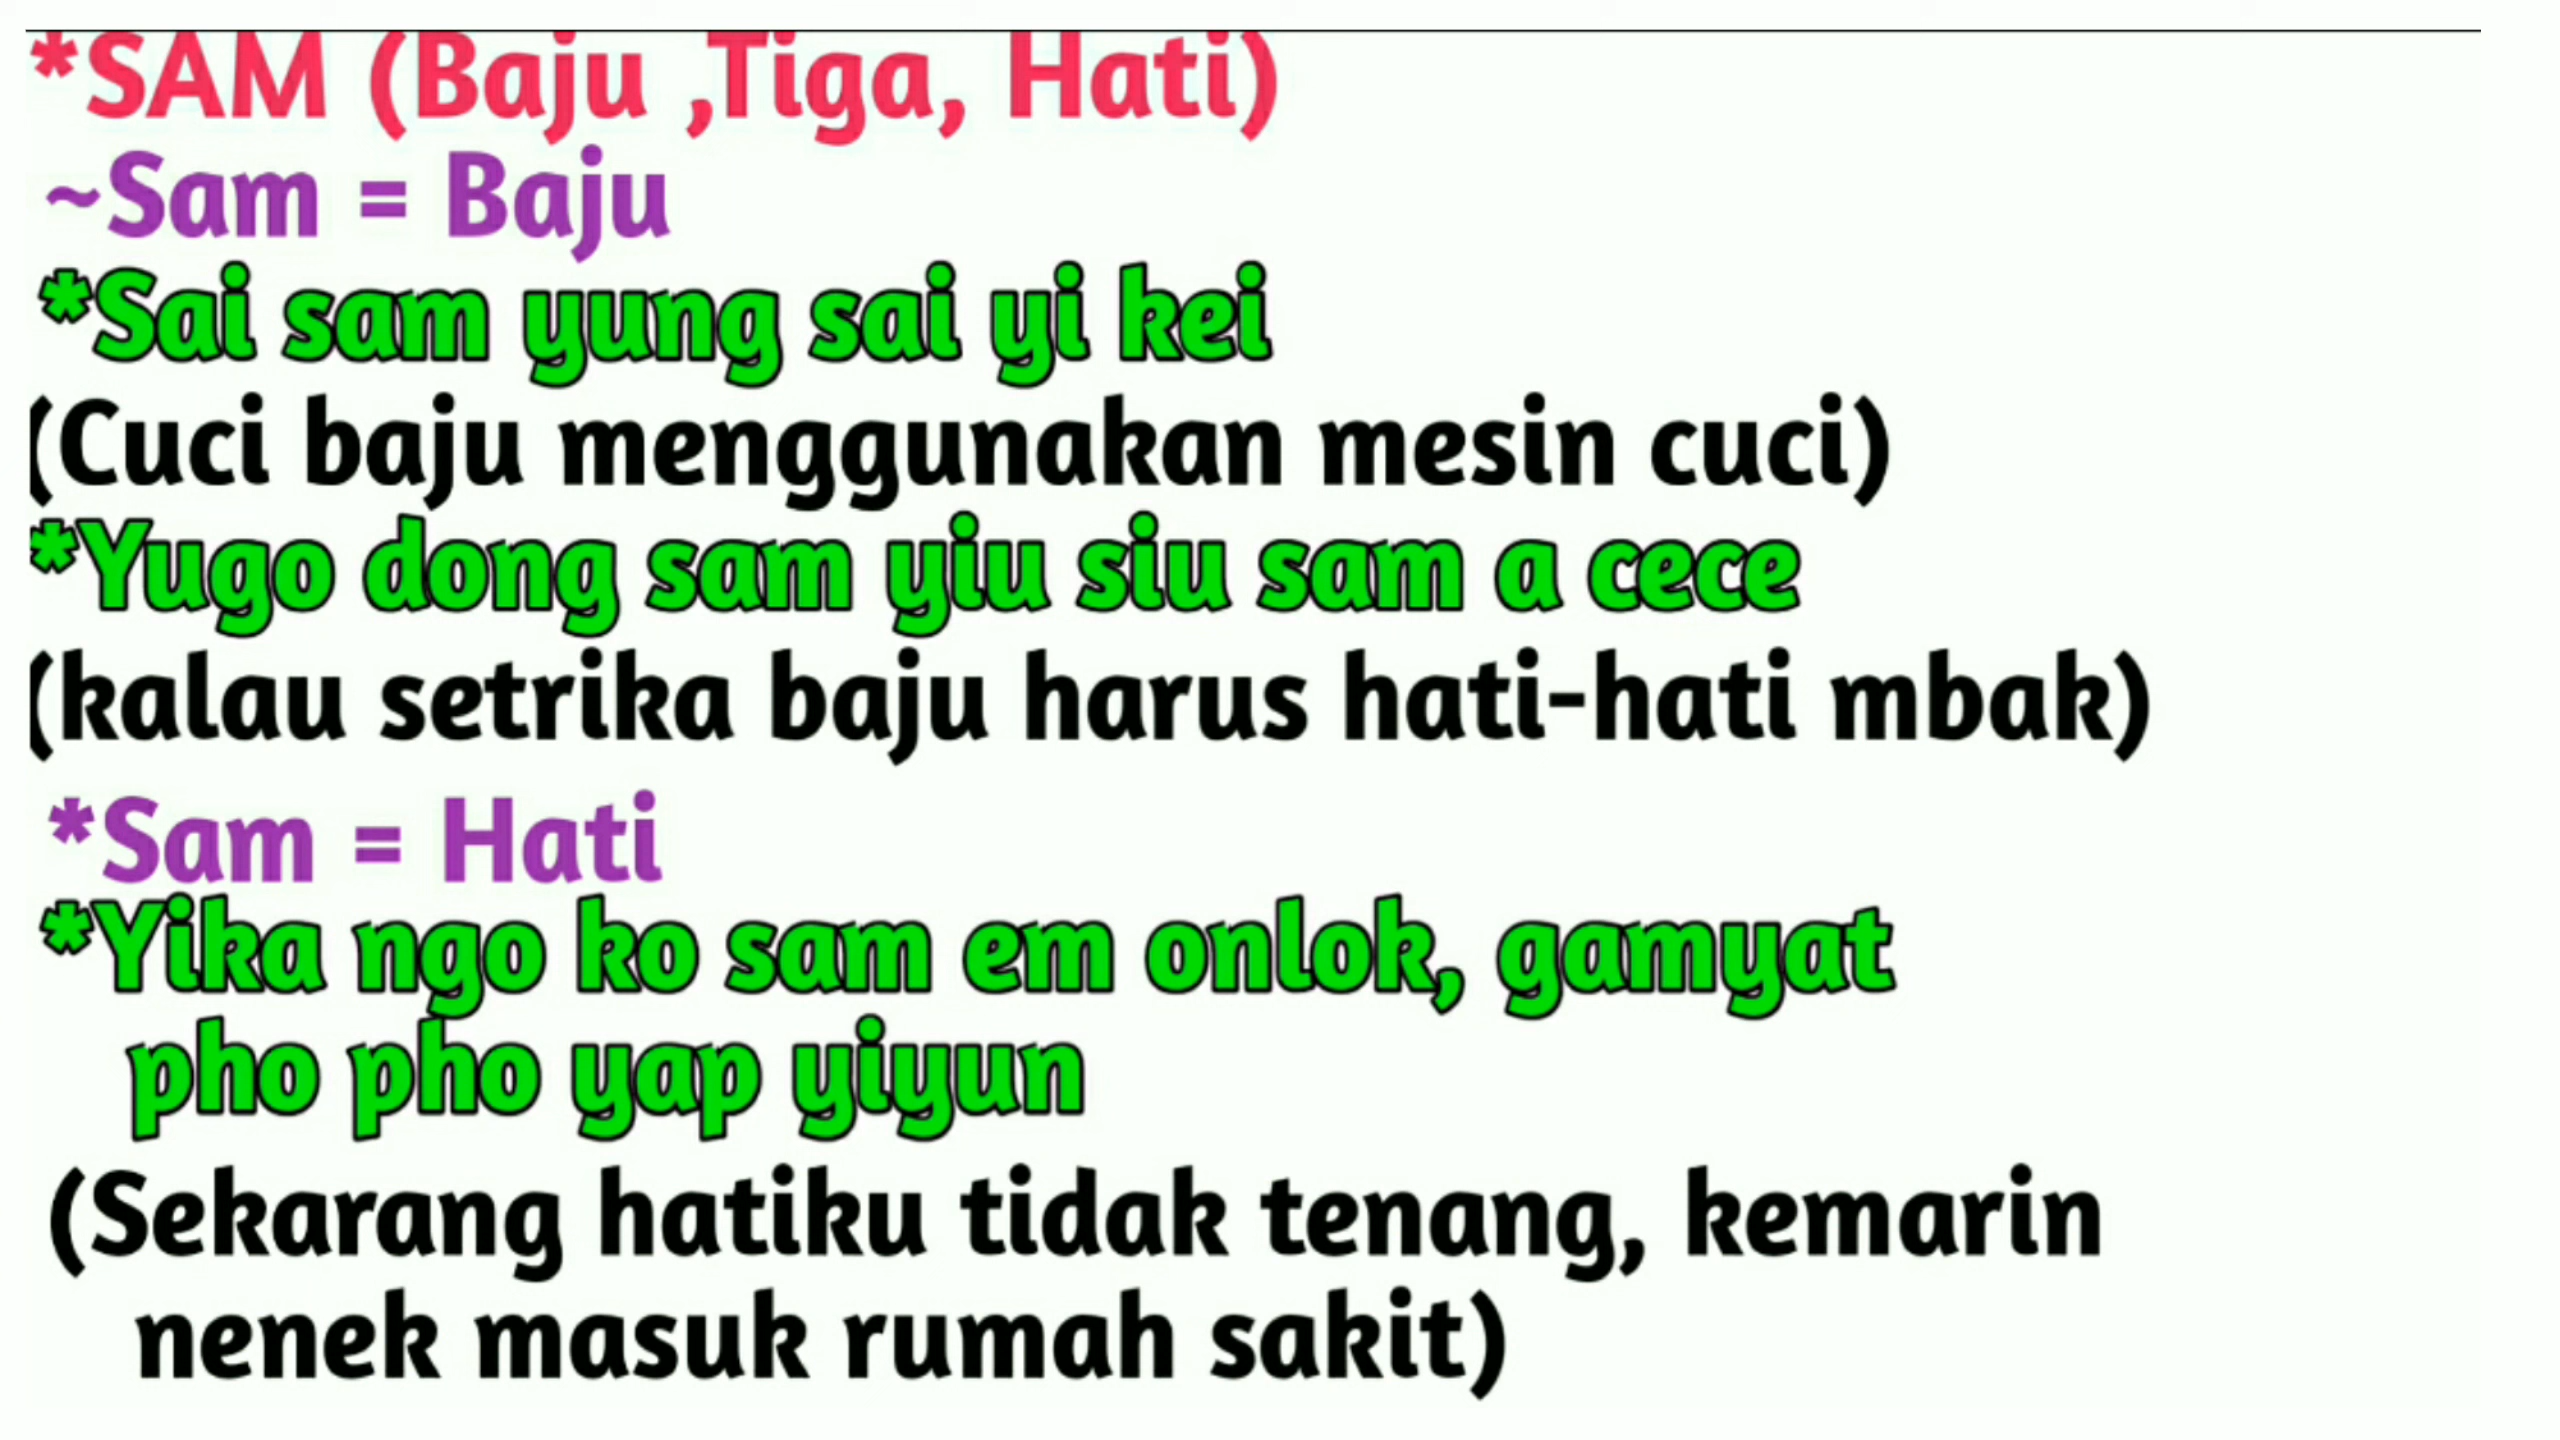 *SAM (Baju ,Tiga, Hati)
~Sam = Baju
*Sai sam yung sai yi kei
(Cuci baju menggunakan mesin cuci)
*Yugo dong sam yiu siu sam a cece
(kalau setrika baju harus hati-hati mbak)
*Sam = Hati
*Yika ngo ko sam em onlok, gamyat
pho pho yap yiyun
(Sekarang hatiku tidak tenang, kemarin
nenek masuk rumah sakit)